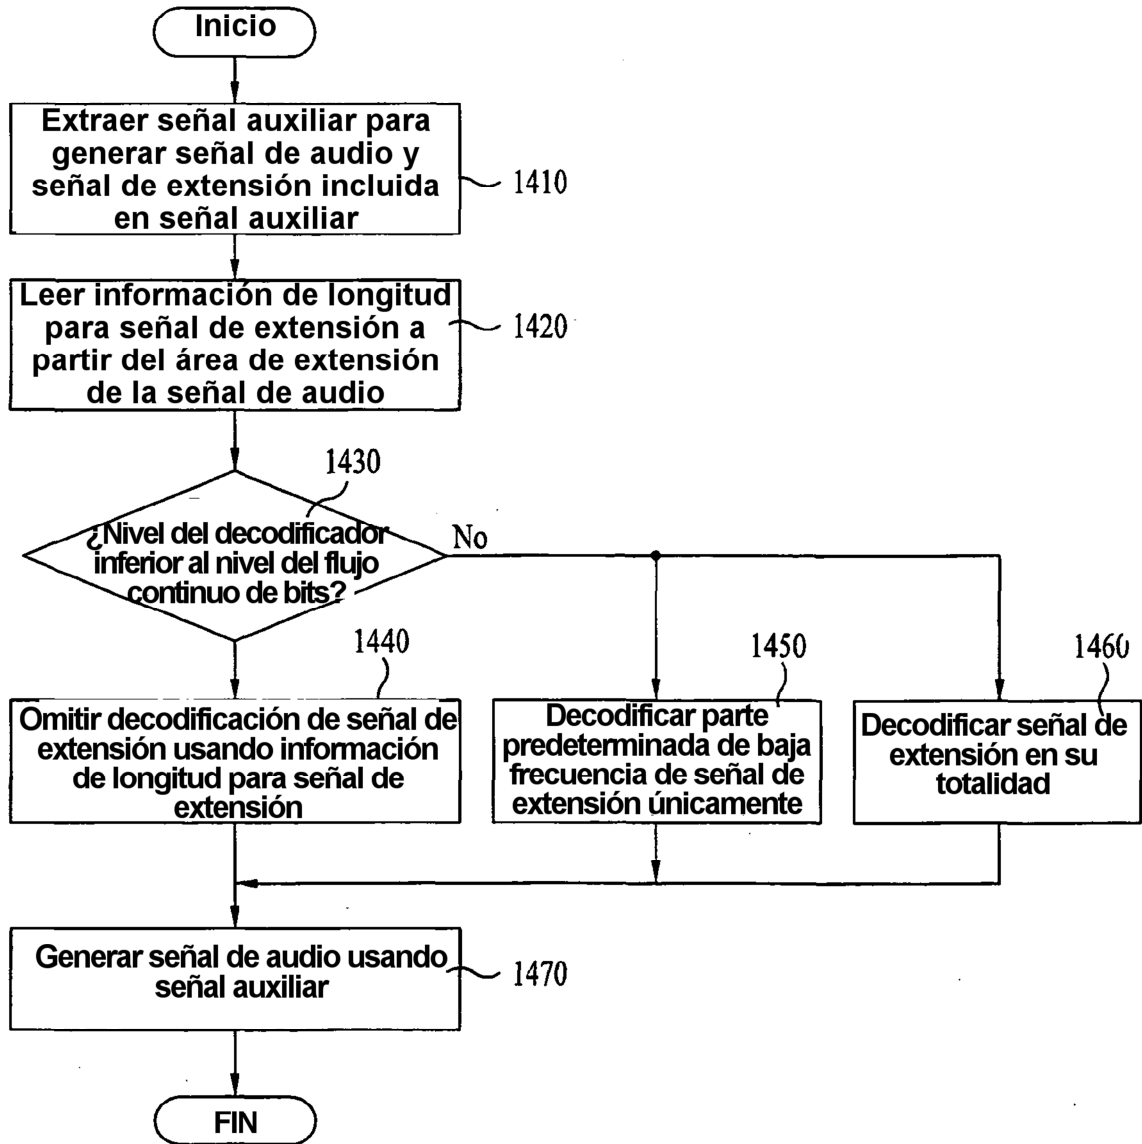 Inicio
Extraer señal auxiliar para
generar señal de audio y
señal de extensión incluida
en señal auxiliar
1410
Leer información de longitud
para señal de extensión a
partir del área de extensión
de la señal de audio
1420
1430
¿Nivel del decodificador
inferior al nivel del flujo
continuo de bits?
No
1440
Omitir decodificación de señal de
extensión usando información
de longitud para señal de
extensión
1450
Decodificar parte
predeterminada de baja
frecuencia de señal de
extensión únicamente
1460
Decodificar señal de
extensión en su
totalidad
Generar señal de audio usando
señal auxiliar
1470
FIN